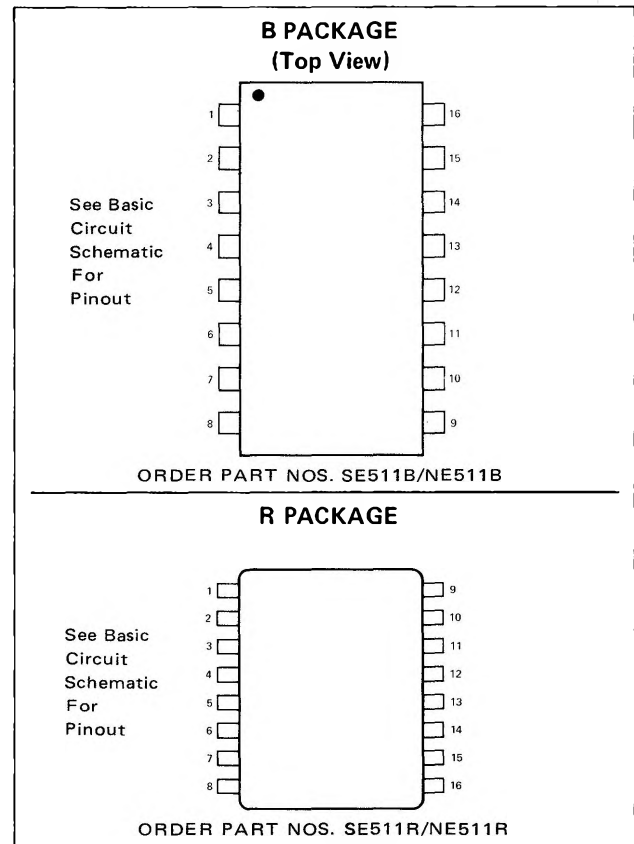 B PACKAGE
(Top View)
1
16
2
15
3
14
4
13
5
12
6
11
7
10
8
9
See Basic
Circuit
Schematic
For
Pinout
ORDER PART NOS. SE511B/NE511B
R PACKAGE
1
9
2
10
3
11
4
12
5
13
6
14
7
15
8
16
See Basic
Circuit
Schematic
For
Pinout
ORDER PART NOS. SE511R/NE511R